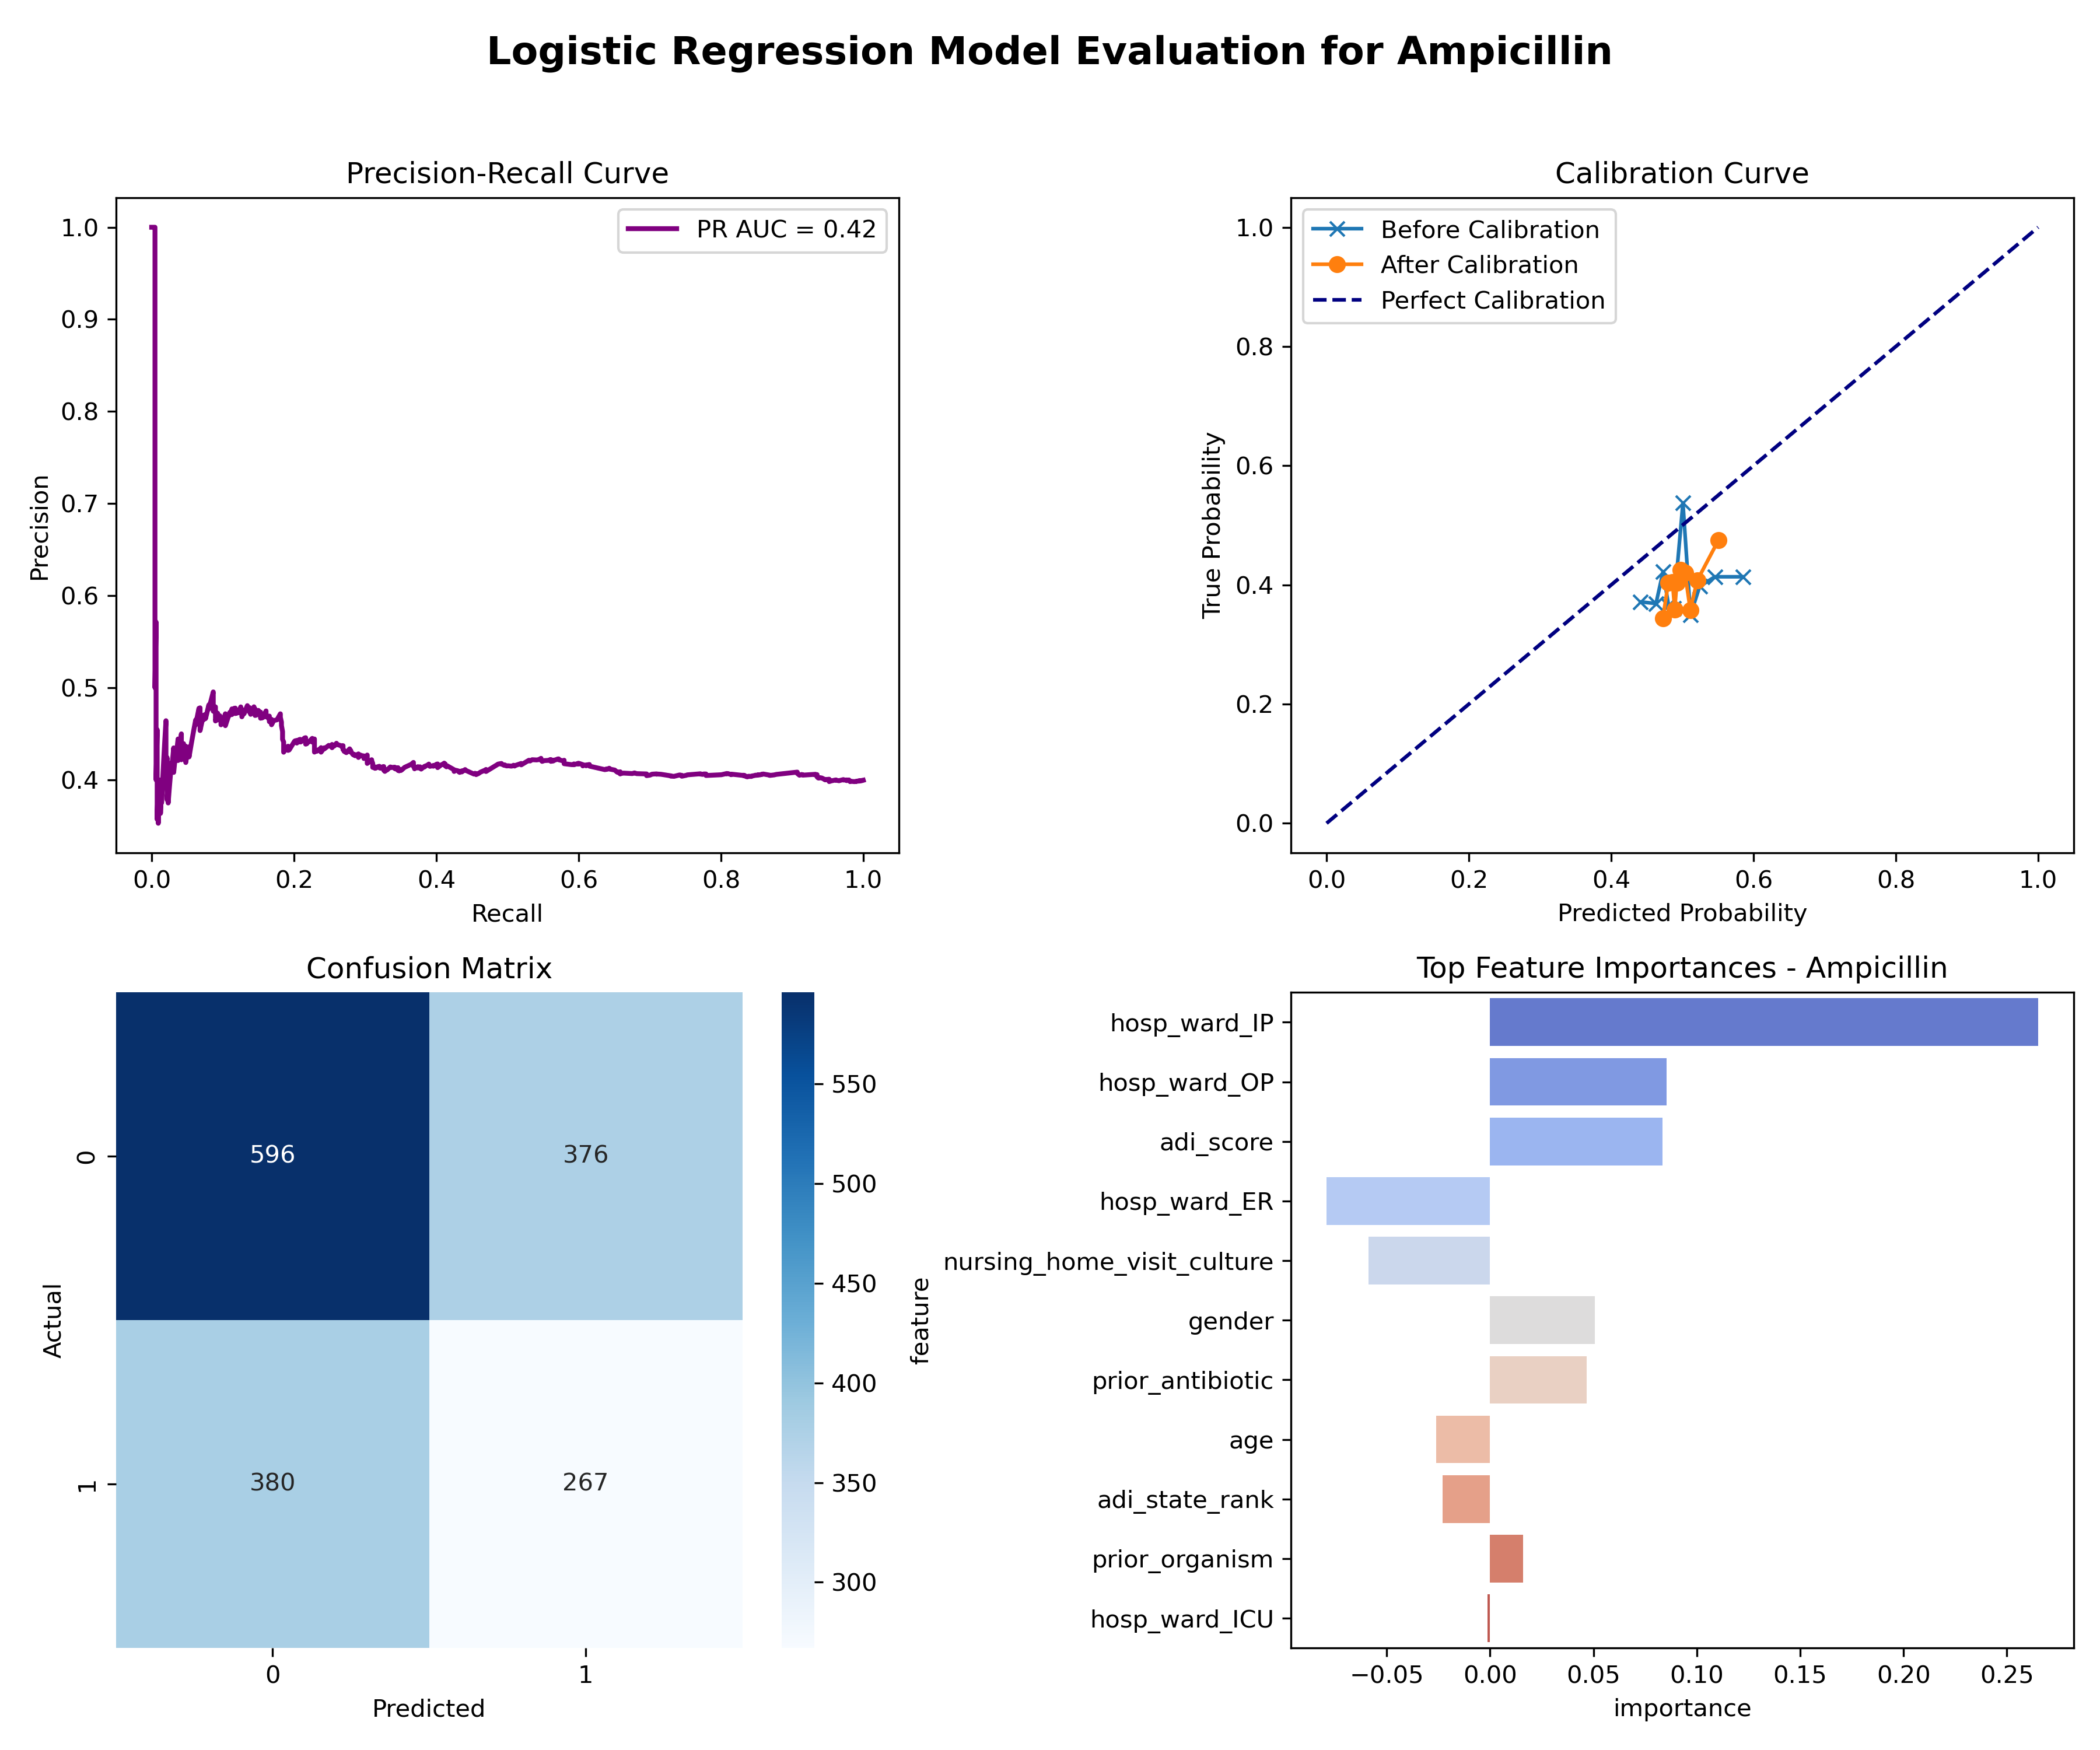 Logistic Regression Model Evaluation for Ampicillin
Precision-Recall Curve
PR AUC = 0.42
1.0
0.9
0.8
0.7
0.6
0.5
0.4
Precision
0.0 0.2 0.4 0.6 0.8 1.0
Recall
Calibration Curve
Before Calibration
After Calibration
Perfect Calibration
1.0
0.8
0.6
0.4
0.2
0.0
True Probability
0.0 0.2 0.4 0.6 0.8 1.0
Predicted Probability
Confusion Matrix
596 376
380 267
0
1
Actual
0 1
Predicted
550
500
450
400
350
300
Top Feature Importances - Ampicillin
feature
hosp_ward_IP
hosp_ward_OP
adi_score
hosp_ward_ER
nursing_home_visit_culture
gender
prior_antibiotic
age
adi_state_rank
prior_organism
hosp_ward_ICU
−0.05 0.00 0.05 0.10 0.15 0.20 0.25
importance